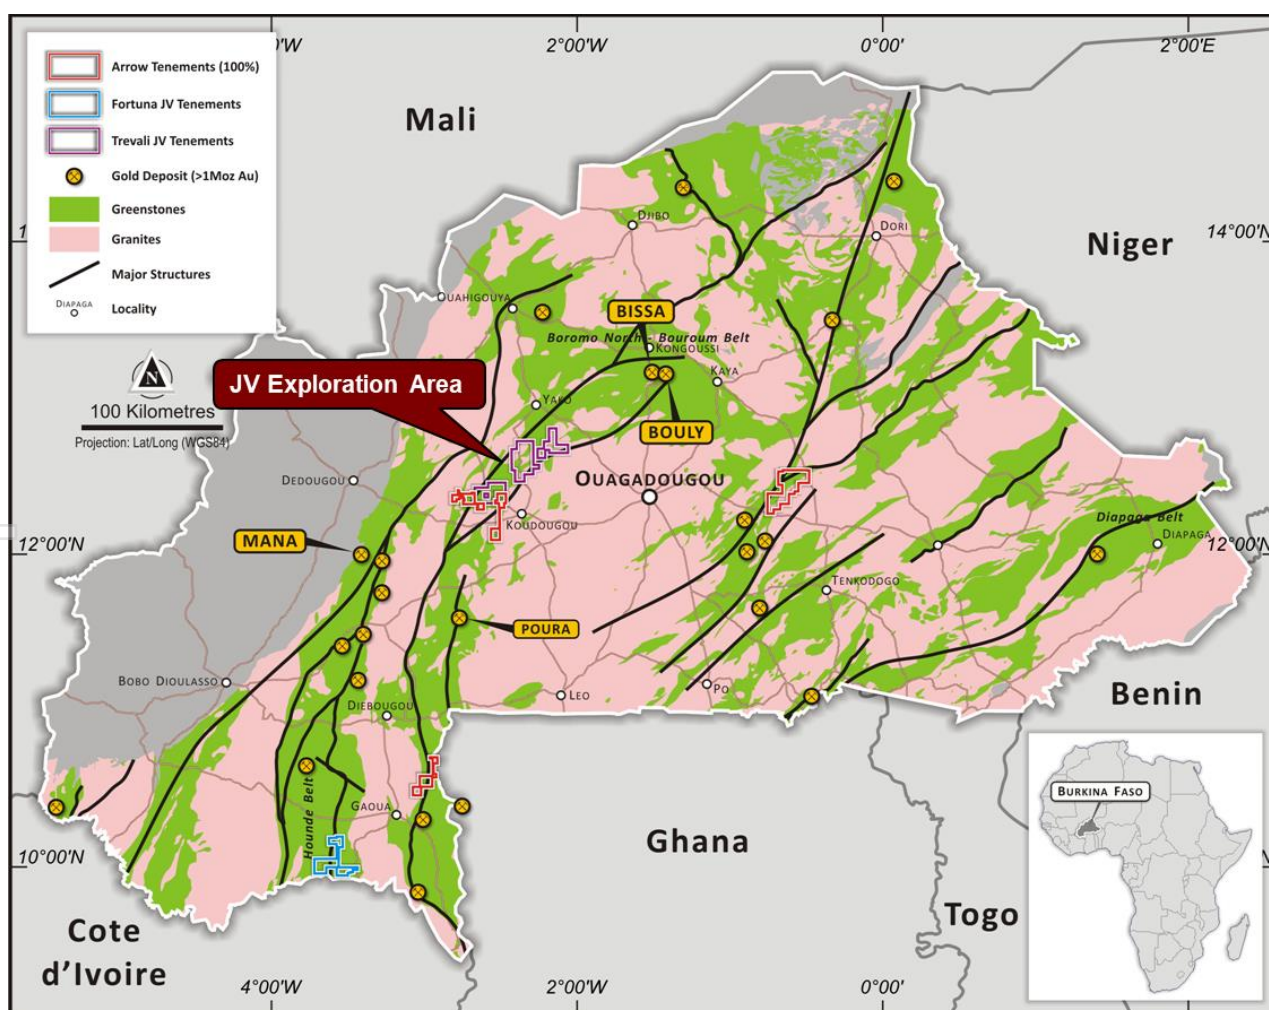 4°00'W
2°00'W
0°00'
2°00'E
Arrow Tenements (100%)
Fortuna JV Tenements
Trevali JV Tenements
Gold Deposit (>1Moz Au)
Greenstones
Granites
Major Structures
DIAPAGA
Locality
Mali
Niger
14°00'N
DJIBO
DORI
OUAHIGOUYA
BISSA
Boromo North - Bouroum Belt
KONGOUSSI
KAYA
JV Exploration Area
N
100 Kilometres
Projection: Lat/Long (WGS84)
YAKO
BOULY
DEDOUGOU
OUAGADOUGOU
KOUDOUGOU
Diapaga Belt
DIAPAGA
12°00'N
MANA
12°00'N
TENKODOGO
POURA
BOBO DIOULASSO
LEO
PO
DIEBOUGOU
Benin
BURKINA FASO
Hounde Belt
GAOUA
Ghana
10°00'N
Togo
Cote
d'Ivoire
4°00'W
2°00'W
0°00'